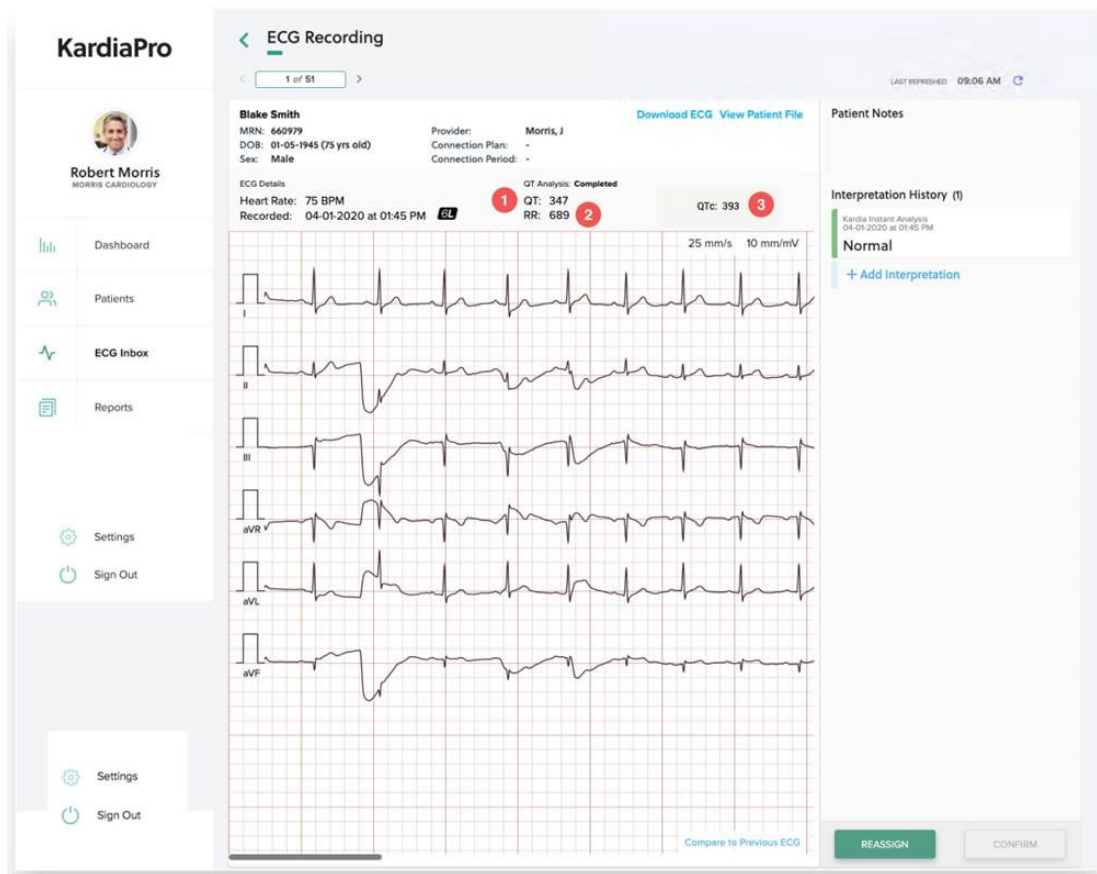 KardiaPro
Robert Morris
MORRIS CARDIOLOGY
Dashboard
Patients
ECG Inbox
Reports
Settings
Sign Out
Settings
Sign Out
ECG Recording
1 of 51
LAST REFRESHED 09:06 AM
Blake Smith
Download ECG View Patient File
MRN: 660979
Provider: Morris, J
DOB: 01-05-1945 (75 yrs old)
Connection Plan: -
Sex: Male
Connection Period: -
ECG Details
QT Analysis: Completed
Heart Rate: 75 BPM
1 QT: 347
Recorded: 04-01-2020 at 01:45 PM 6L
RR: 689 2
QTc: 393 3
25 mm/s 10 mm/mV
I
II
III
aVR
aVL
aVF
Compare to Previous ECG
Patient Notes
Interpretation History (1)
Kardia Instant Analysis
04-01-2020 at 01:45 PM
Normal
+ Add Interpretation
REASSIGN
CONFIRM